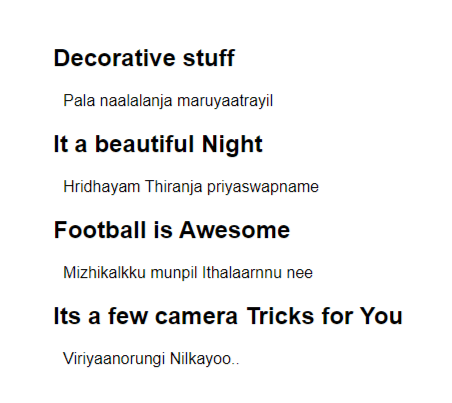 Decorative stuff
Pala naalalanja maruyaatrayil
It a beautiful Night
Hridhayam Thiranja priyaswapname
Football is Awesome
Mizhikalkku munpil Ithalaarnnu nee
Its a few camera Tricks for You
Viriyaanorungi Nilkayoo..